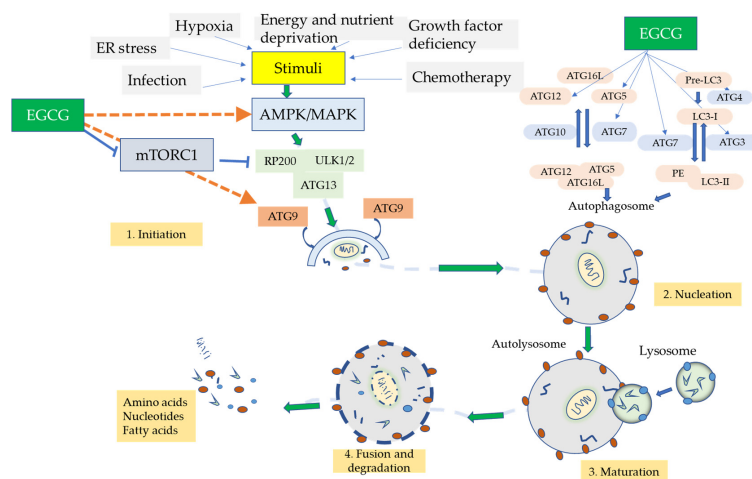 Hypoxia
Energy and nutrient
deprivation
Growth factor
deficiency
ER stress
Infection
Stimuli
Chemotherapy
EGCG
AMPK/MAPK
mTORC1
RP200 ULK1/2
ATG13
ATG9
ATG9
1. Initiation
EGCG
ATG16L
ATG12
ATG5
Pre-LC3
ATG4
LC3-I
ATG10
ATG7
ATG7
ATG3
ATG12
ATG5
ATG16L
PE
LC3-II
Autophagosome
2. Nucleation
Autolysosome
Lysosome
3. Maturation
4. Fusion and
degradation
Amino acids
Nucleotides
Fatty acids